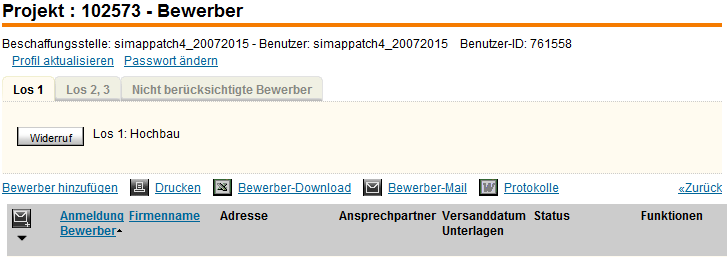 Projekt : 102573 - Bewerber
Beschaffungsstelle: simappatch4_20072015 - Benutzer: simappatch4_20072015 Benutzer-ID: 761558
Profil aktualisieren Passwort ändern
Los 1 Los 2, 3 Nicht berücksichtigte Bewerber
Widerruf Los 1: Hochbau
Bewerber hinzufügen Drucken Bewerber-Download Bewerber-Mail Protokolle «Zurück
Anmeldung Firmenname Adresse Ansprechpartner Versanddatum Status Funktionen
Bewerber Unterlagen